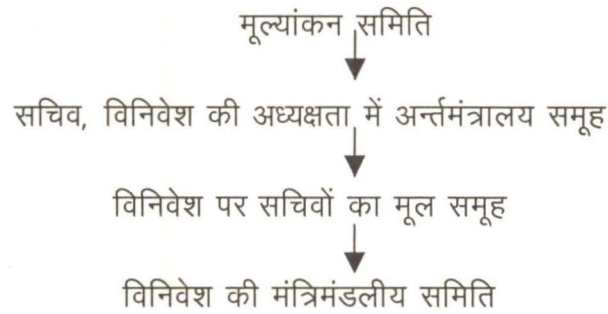 मूल्यांकन समिति
सचिव, विनिवेश की अध्यक्षता में अर्न्तमंत्रालय समूह
विनिवेश पर सचिवों का मूल समूह
विनिवेश की मंत्रिमंडलीय समिति